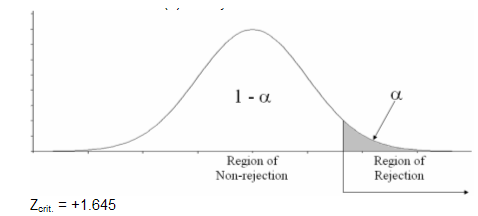 1 - α
α
Region of
Non-rejection
Region of
Rejection
Zcrit. = +1.645